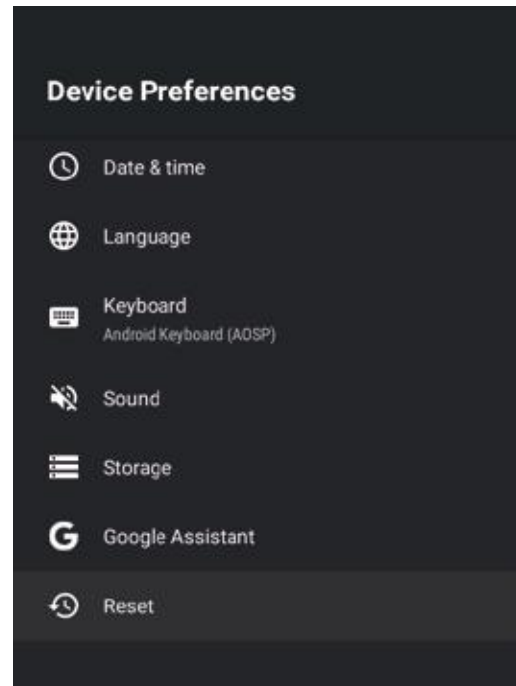 Device Preferences
Date & time
Language
Keyboard
Android Keyboard (AOSP)
Sound
Storage
Google Assistant
Reset